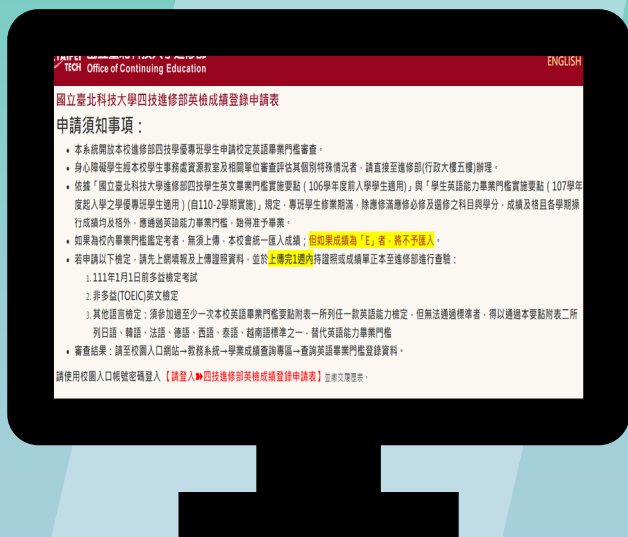 TECH Office of Continuing Education
ENGLISH
國立臺北科技大學四技進修部英檢成績登錄申請表
申請須知事項：
• 本系統開放本校進修部四技學優專班學生申請校定英語畢業門檻審查。
• 身心障礙學生經本校學生事務處資源教室及相關單位審查評估其個別特殊情況者，請直接至進修部(行政大樓五樓)辦理。
• 依據「國立臺北科技大學進修部四技學生英文畢業門檻實施要點（106學年度前入學學生適用)」與「學生英語能力畢業門檻實施要點（107學年
度起入學之學優專班學生適用）(自110-2學期實施)」規定，專班學生修業期滿，除應修滿應修必修及選修之科目與學分，成績及格且各學期操
行成績均及格外，應通過英語能力畢業門檻，始得准予畢業。
• 如果為校內畢業門檻鑑定考者，無須上傳，本校會統一匯入成績；但如果成績為「E」者，將不予匯入。
• 若申請以下檢定，請先上網填報及上傳證照資料，並於上傳完1週內持證照或成績單正本至進修部進行查驗：
1. 111年1月1日前多益檢定考試
2. 非多益(TOEIC)英文檢定
3. 其他語言檢定：須參加過至少一次本校英語畢業門檻要點附表一所列任一款英語能力檢定，但無法通過標準者，得以通過本要點附表二所
列日語、韓語、法語、德語、西語、泰語、越南語標準之一，替代英語能力畢業門檻
• 審查結果：請至校園入口網站→教務系統→學業成績查詢專區→查詢英語畢業門檻登錄資料。
請使用校園入口帳號密碼登入【請登入➽四技進修部英檢成績登錄申請表】並繳交履歷表。